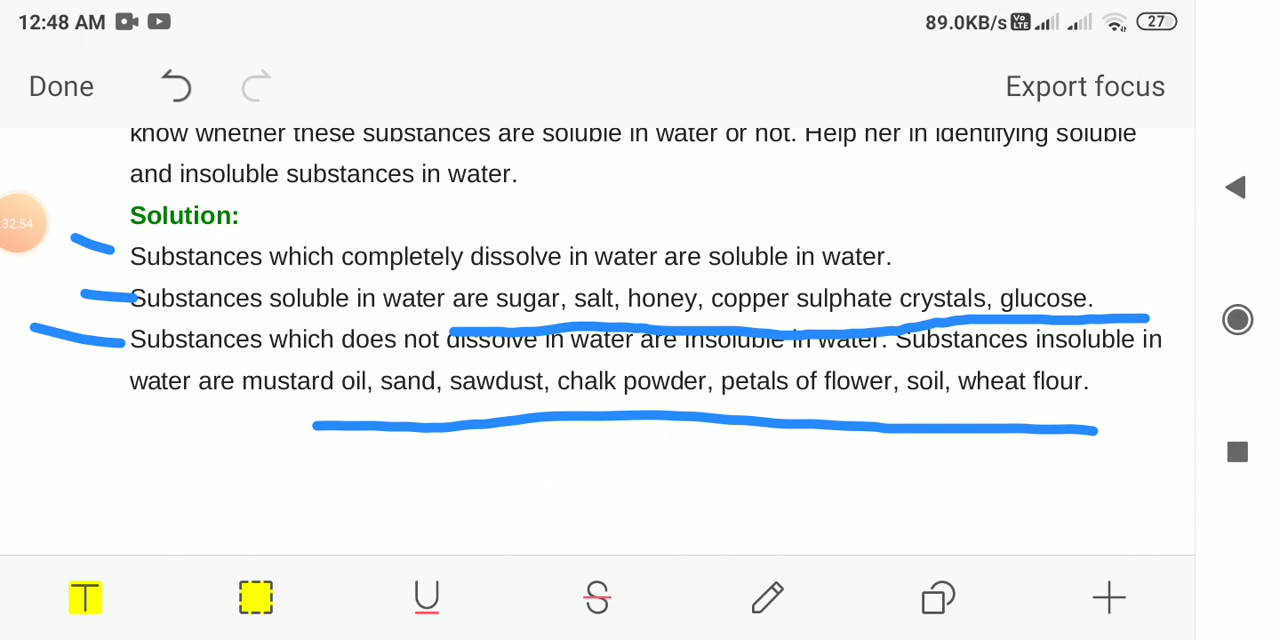 12:48 AM 89.0KB/s Vo LTE 27
Done Export focus
know whether these substances are soluble in water or not. Help her in identifying soluble
and insoluble substances in water.
32:54
Solution:
Substances which completely dissolve in water are soluble in water.
Substances soluble in water are sugar, salt, honey, copper sulphate crystals, glucose.
Substances which does not dissolve in water are insoluble in water. Substances insoluble in
water are mustard oil, sand, sawdust, chalk powder, petals of flower, soil, wheat flour.
T U S